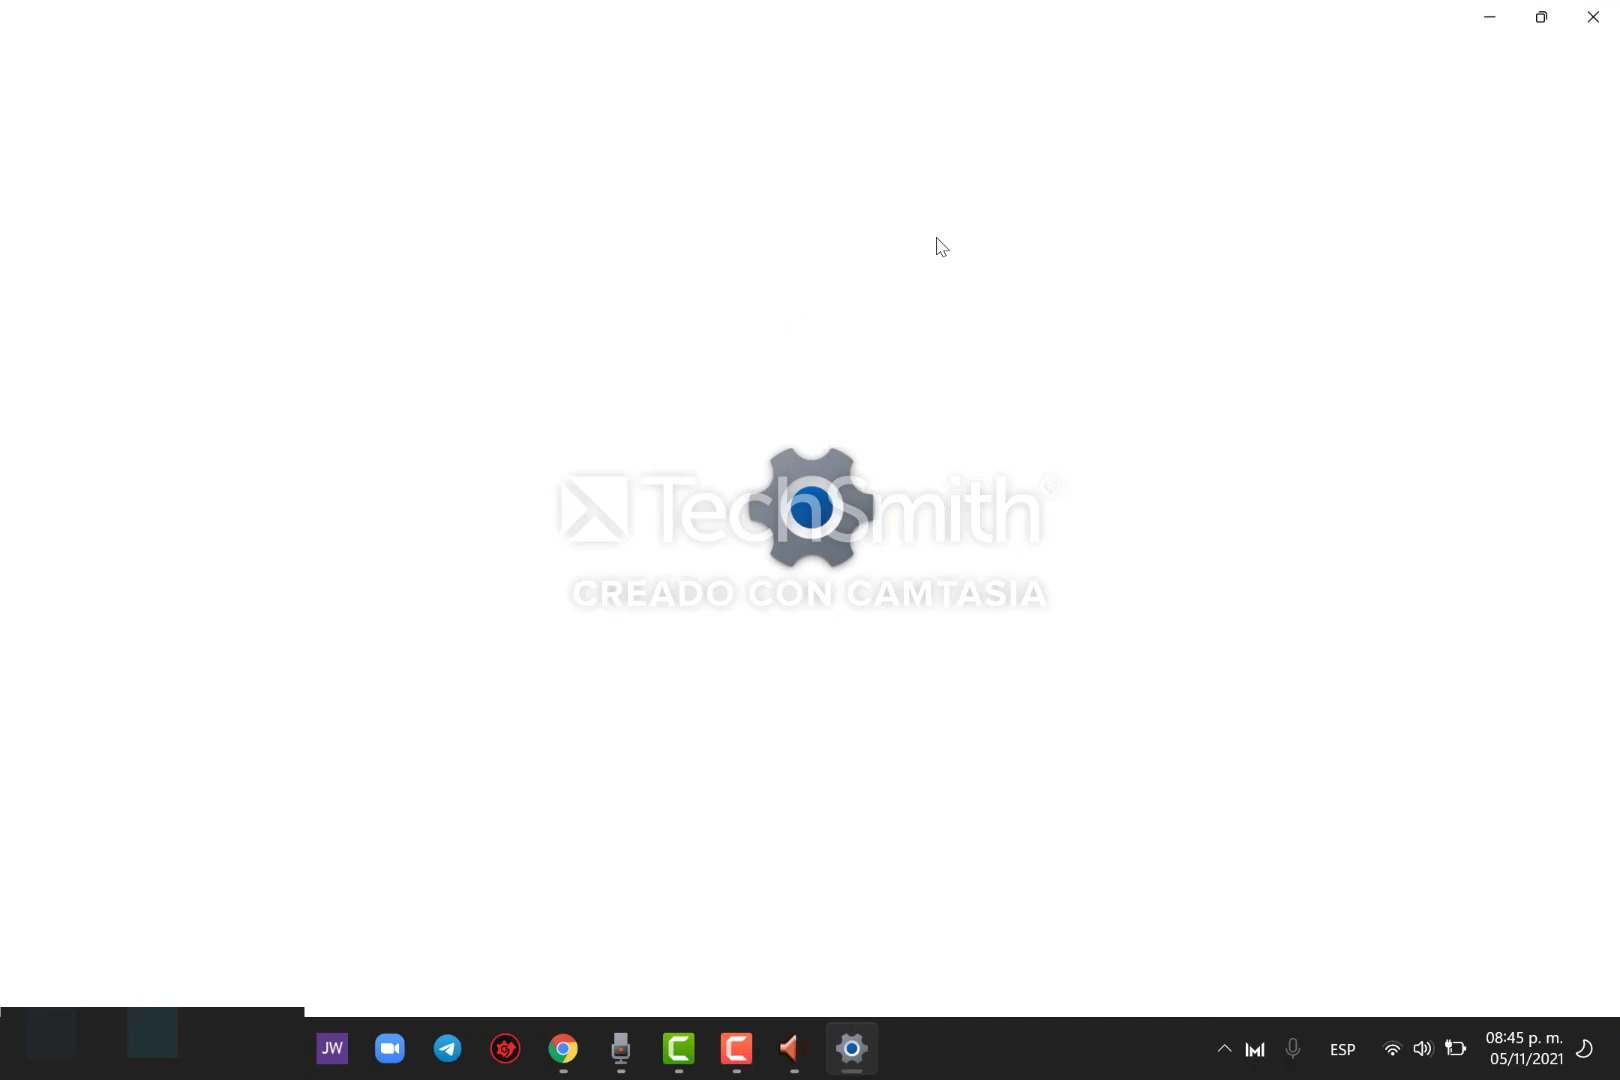 TechSmith®
CREADO CON CAMTASIA
JW
ESP
08:45 p. m.
05/11/2021